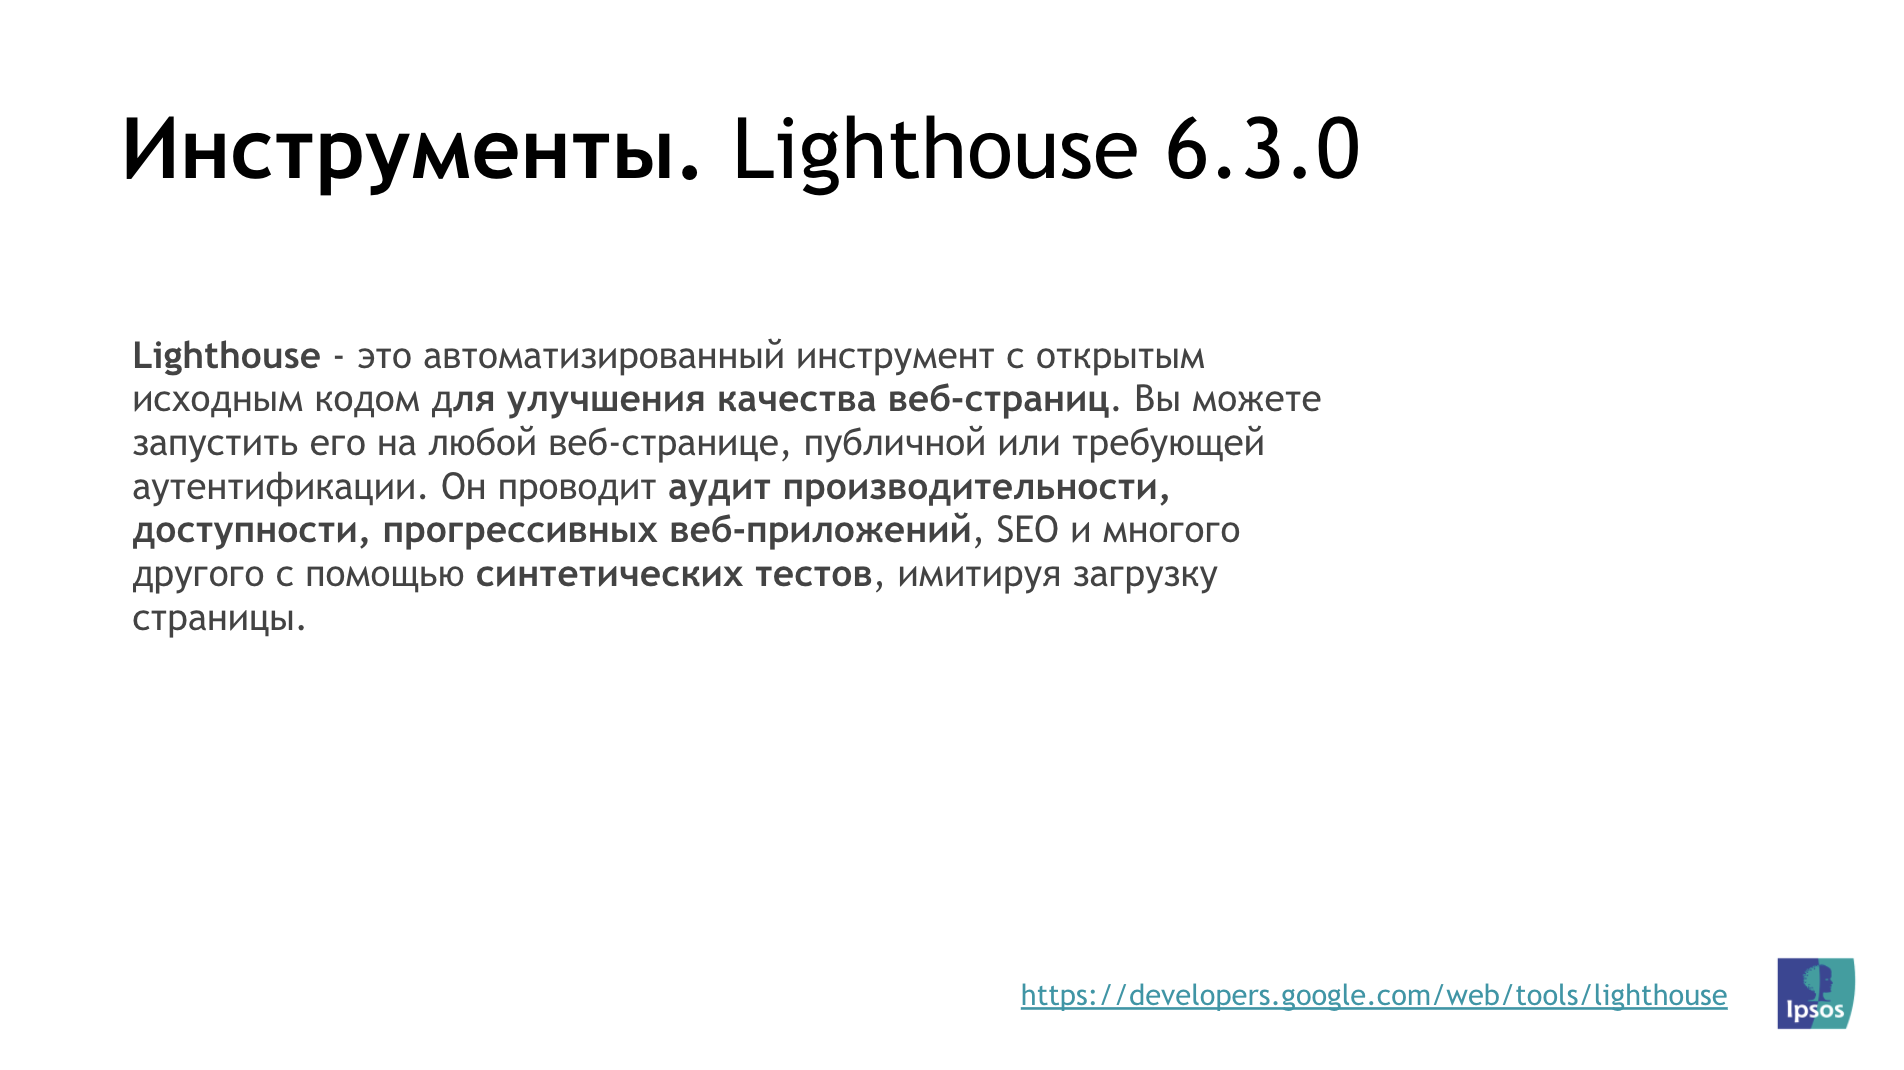 Инструменты. Lighthouse 6.3.0
Lighthouse - это автоматизированный инструмент с открытым
исходным кодом для улучшения качества веб-страниц. Вы можете
запустить его на любой веб-странице, публичной или требующей
аутентификации. Он проводит аудит производительности,
доступности, прогрессивных веб-приложений, SEO и многого
другого с помощью синтетических тестов, имитируя загрузку
страницы.
https://developers.google.com/web/tools/lighthouse
Ipsos